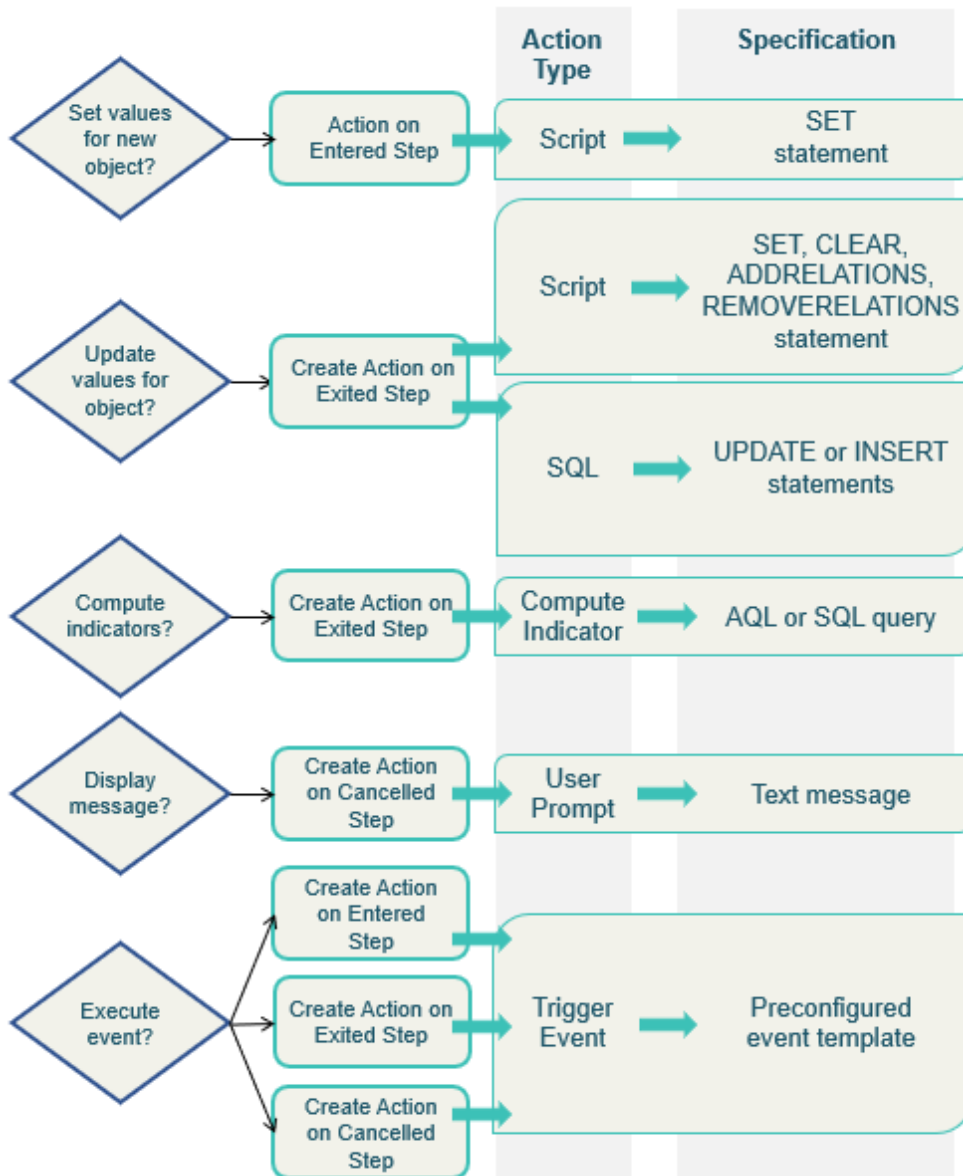 Action
Type
Specification
Set values
for new
object?
Action on
Entered Step
Script
SET
statement
Update
values for
object?
Create Action on
Exited Step
Script
SET, CLEAR,
ADDRELATIONS,
REMOVERELATIONS
statement
SQL
UPDATE or INSERT
statements
Compute
indicators?
Create Action on
Exited Step
Compute
Indicator
AQL or SQL query
Display
message?
Create Action
on Cancelled
Step
User
Prompt
Text message
Execute
event?
Create Action
on Entered
Step
Create Action on
Exited Step
Create Action
on Cancelled
Step
Trigger
Event
Preconfigured
event template